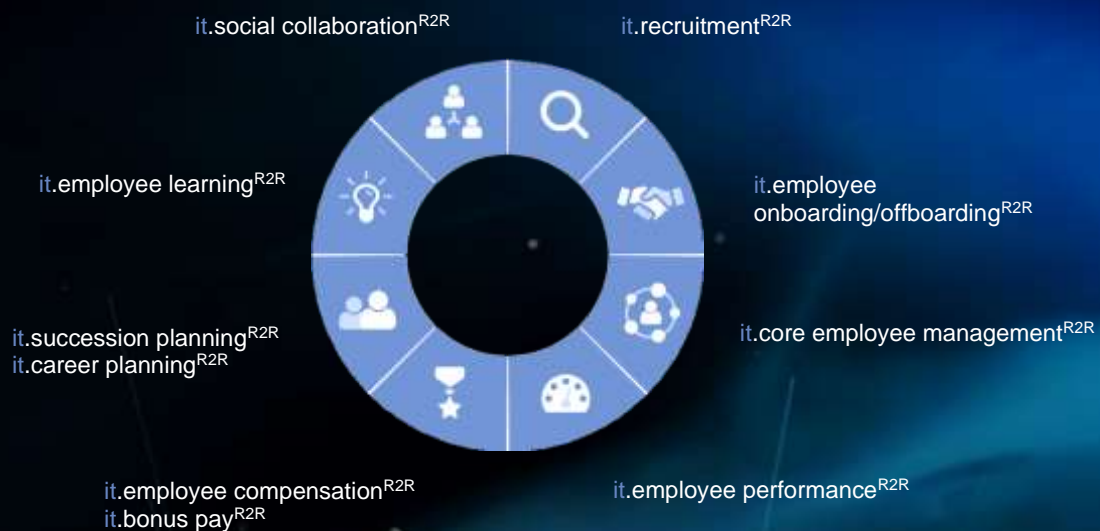 it.social collaborationR2R
it.recruitmentR2R
it.employee learningR2R
it.employee
onboarding/offboardingR2R
it.succession planningR2R
it.career planningR2R
it.core employee managementR2R
it.employee compensationR2R
it.bonus payR2R
it.employee performanceR2R